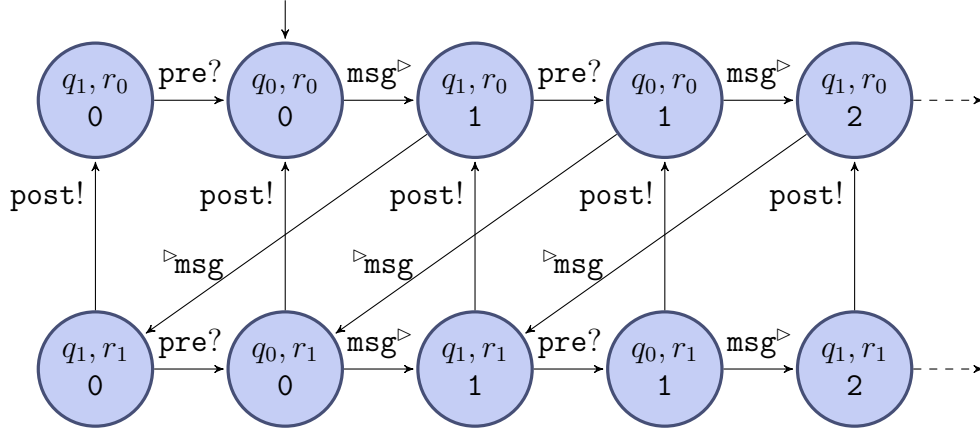 pre? msg▷ pre? msg▷
q₁, r₀ q₀, r₀ q₁, r₀ q₀, r₀ q₁, r₀
0 0 1 1 2
post! post! post! post! post!
▷msg ▷msg ▷msg
pre? msg▷ pre? msg▷
q₁, r₁ q₀, r₁ q₁, r₁ q₀, r₁ q₁, r₁
0 0 1 1 2